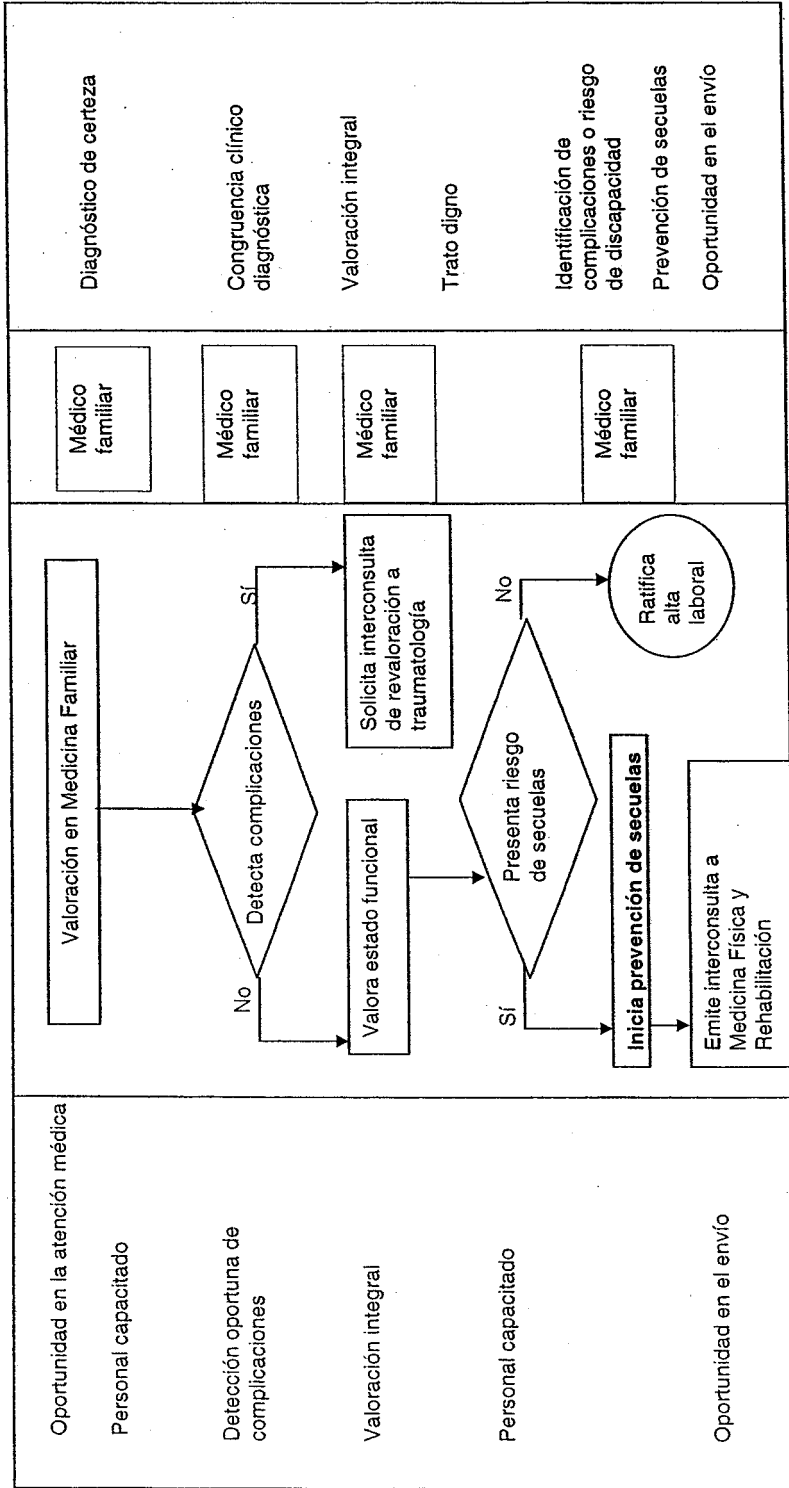 Oportunidad en la atención médica
Personal capacitado
Detección oportuna de
complicaciones
Valoración integral
Personal capacitado
Oportunidad en el envío
Valoración en Medicina Familiar
Detecta complicaciones
No
Sí
Valora estado funcional
Solicita interconsulta
de revaloración a
traumatología
Presenta riesgo
de secuelas
Sí
No
Inicia prevención de secuelas
Ratifica
alta
laboral
Emite interconsulta a
Medicina Física y
Rehabilitación
Médico
familiar
Médico
familiar
Médico
familiar
Médico
familiar
Diagnóstico de certeza
Congruencia clínico
diagnóstica
Valoración integral
Trato digno
Identificación de
complicaciones o riesgo
de discapacidad
Prevención de secuelas
Oportunidad en el envío